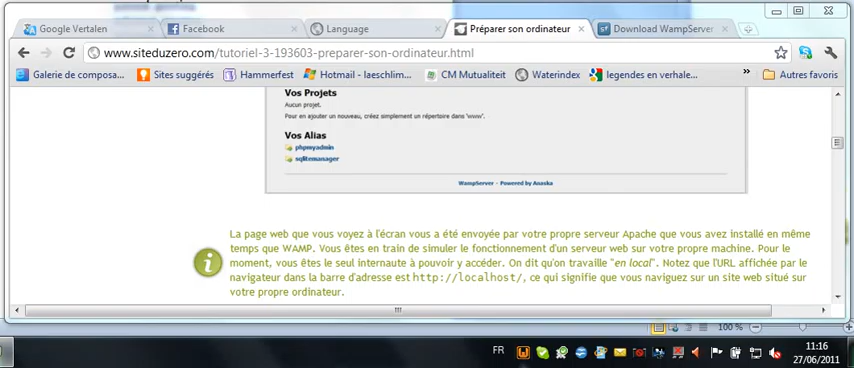 Google Vertalen
Facebook
Language
Préparer son ordinateur
Download WampServer
www.siteduzero.com/tutoriel-3-193603-preparer-son-ordinateur.html
Galerie de composa...
Sites suggérés
Hammerfest
Hotmail - laeschlim...
CM Mutualiteit
Waterindex
legendes en verhale...
»
Autres favoris
Vos Projets
Aucun projet.
Pour en ajouter un nouveau, créez simplement un répertoire dans 'www'.
Vos Alias
phpmyadmin
sqlitemanager
WampServer - Powered by Anaska
La page web que vous voyez à l'écran vous a été envoyée par votre propre serveur Apache que vous avez installé en même
temps que WAMP. Vous êtes en train de simuler le fonctionnement d'un serveur web sur votre propre machine. Pour le
moment, vous êtes le seul internaute à pouvoir y accéder. On dit qu'on travaille "en local". Notez que l'URL affichée par le
navigateur dans la barre d'adresse est http://localhost/, ce qui signifie que vous naviguez sur un site web situé sur
votre propre ordinateur.
100 %
FR
11:16
27/06/2011